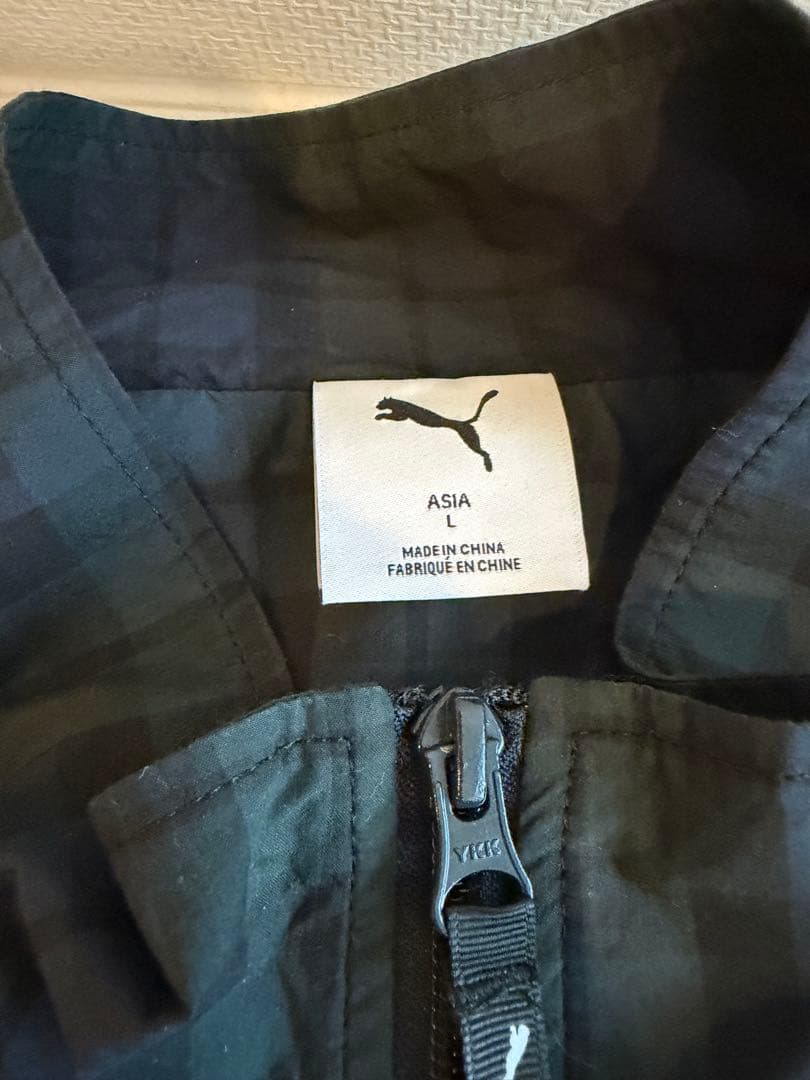 ASIA
L
MADE IN CHINA
FABRIQUÉ EN CHINE
YKK